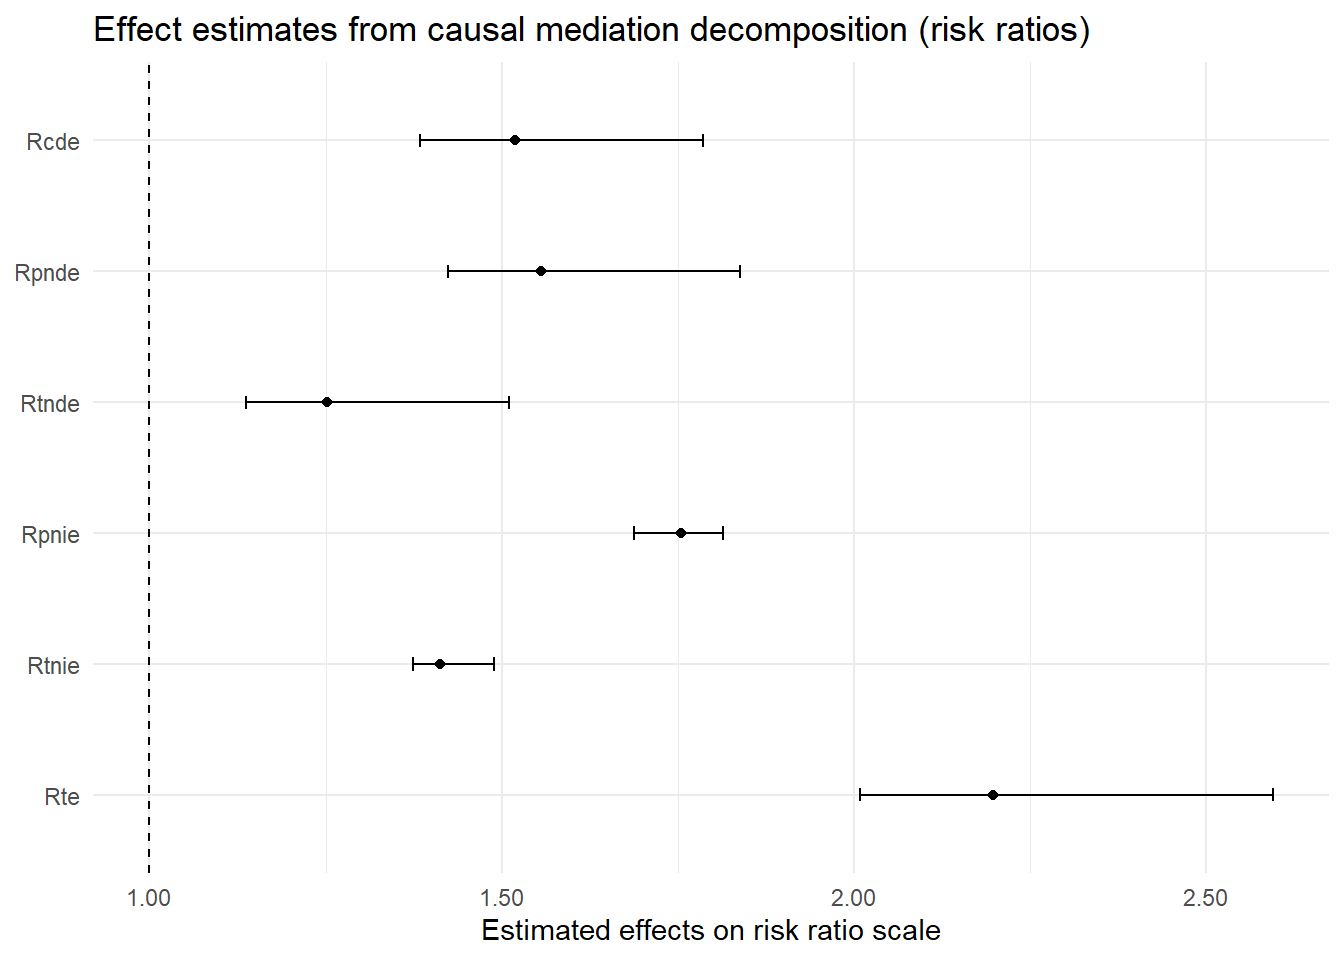 Effect estimates from causal mediation decomposition (risk ratios)
Rcde
Rpnde
Rtnde
Rpnie
Rtnie
Rte
1.00 1.50 2.00 2.50
Estimated effects on risk ratio scale